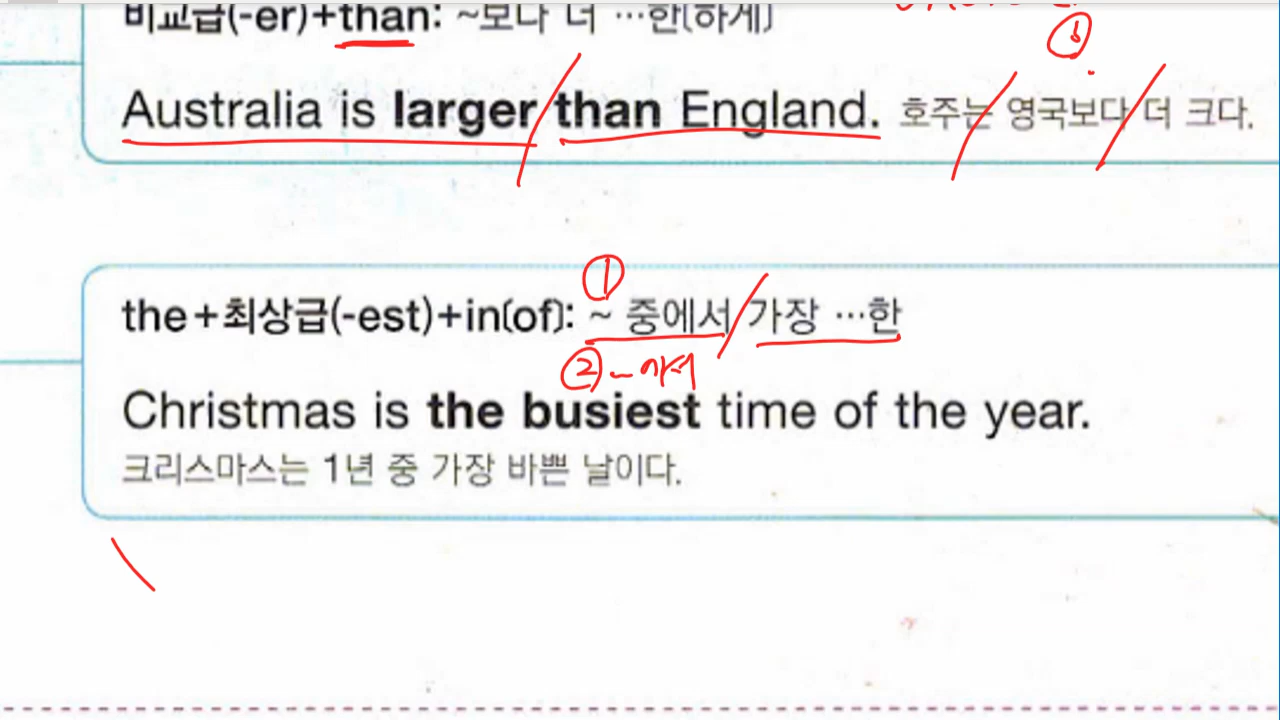 비교급(-er)+than: ~보다 더 …한(하게)
③
Australia is larger than England. 호주는 영국보다 더 크다.
①
the+최상급(-est)+in(of): ~ 중에서 가장 …한
② ~에서
Christmas is the busiest time of the year.
크리스마스는 1년 중 가장 바쁜 날이다.